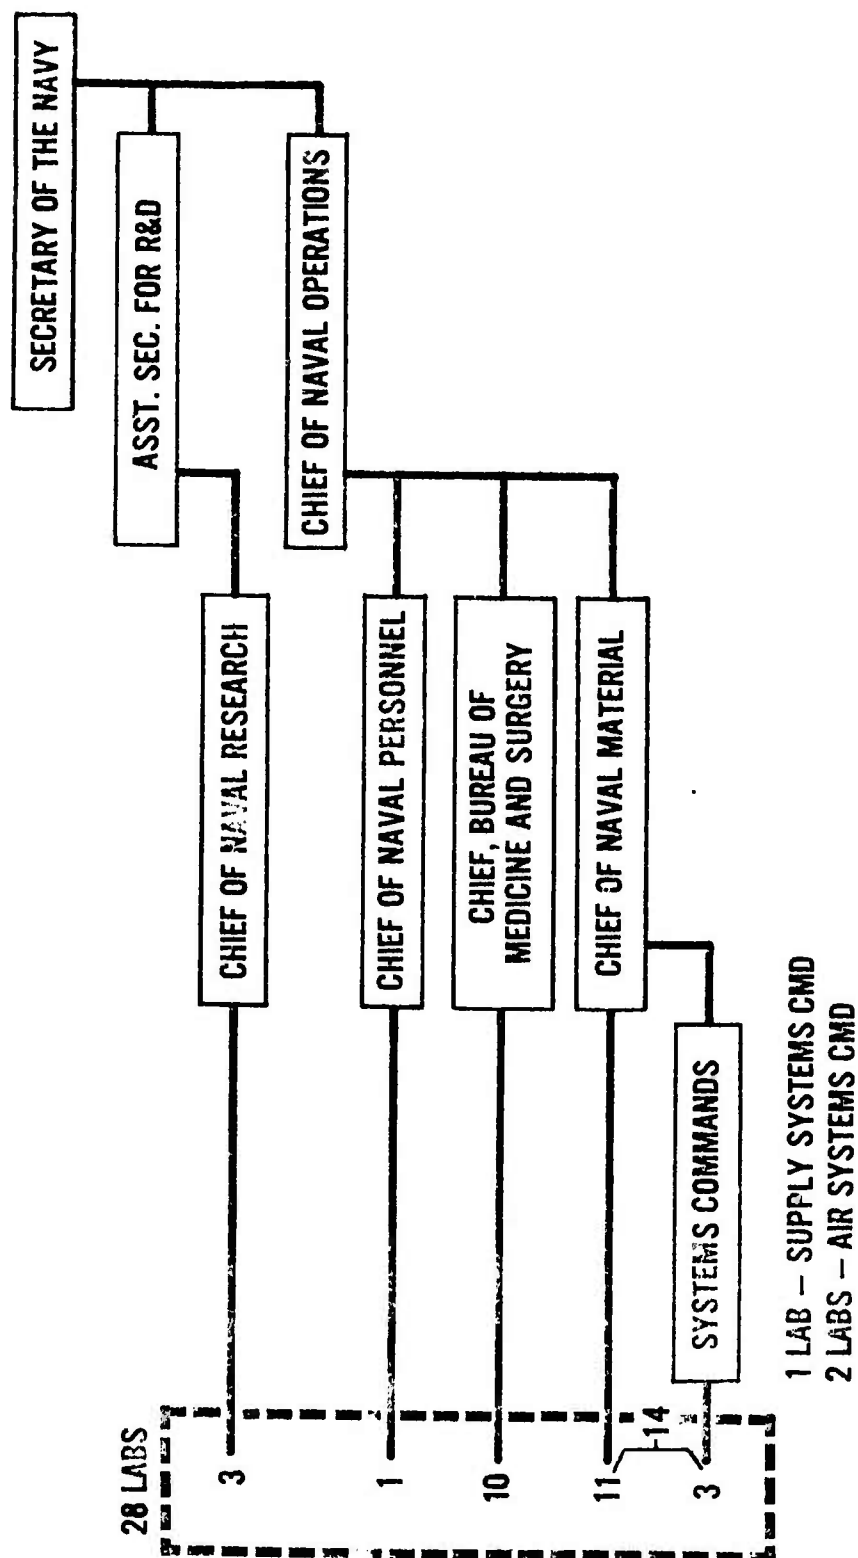 SECRETARY OF THE NAVY
ASST. SEC. FOR R&D
CHIEF OF NAVAL OPERATIONS
CHIEF OF NAVAL RESEARCH
CHIEF OF NAVAL PERSONNEL
CHIEF, BUREAU OF
MEDICINE AND SURGERY
CHIEF OF NAVAL MATERIAL
SYSTEMS COMMANDS
1 LAB – SUPPLY SYSTEMS CMD
2 LABS – AIR SYSTEMS CMD
28 LABS
3
1
10
11
14
3